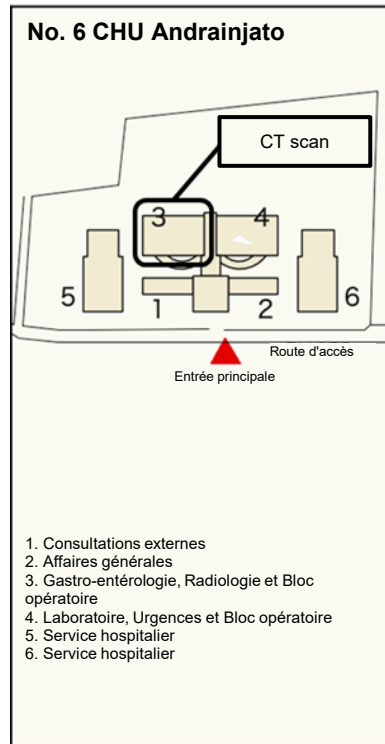 No. 6 CHU Andrainjato
CT scan
3
4
5
1
2
6
Route d'accès
Entrée principale
1. Consultations externes
2. Affaires générales
3. Gastro-entérologie, Radiologie et Bloc
opératoire
4. Laboratoire, Urgences et Bloc opératoire
5. Service hospitalier
6. Service hospitalier